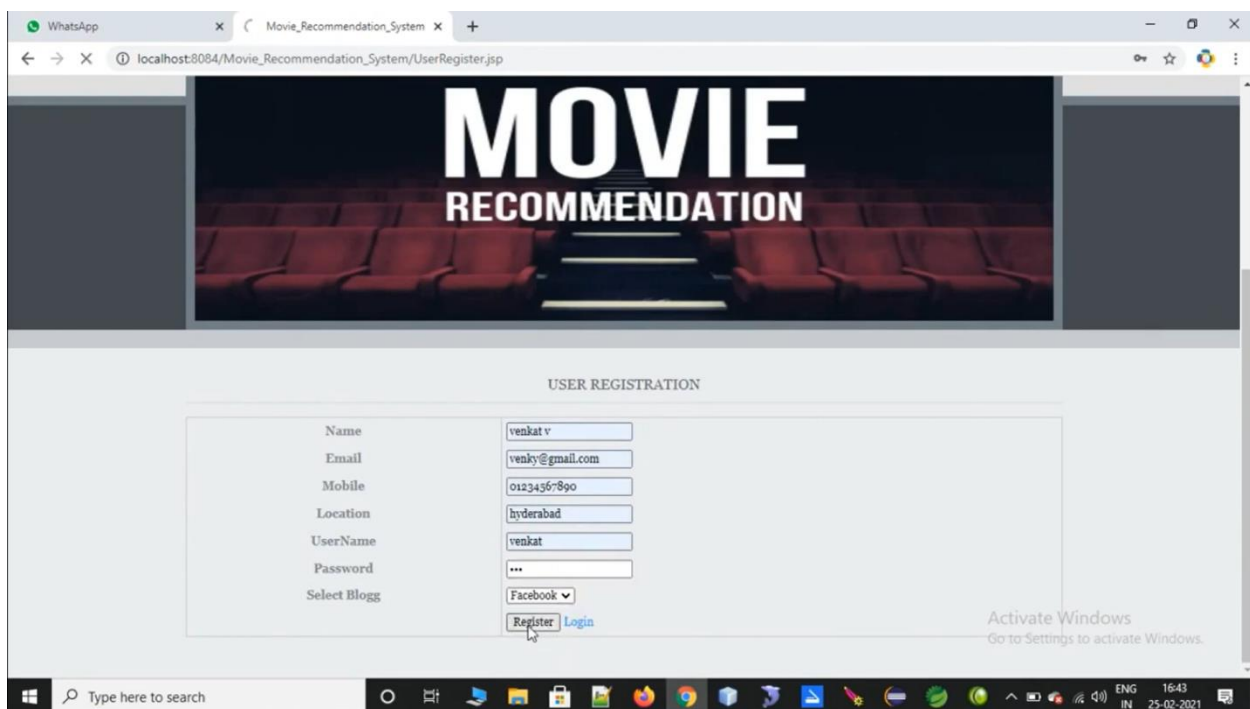 WhatsApp
Movie_Recommendation_System
localhost:8084/Movie_Recommendation_System/UserRegister.jsp
MOVIE
RECOMMENDATION
USER REGISTRATION
Name venkat v
Email venky@gmail.com
Mobile 01234567890
Location hyderabad
UserName venkat
Password •••
Select Blogg Facebook
Register Login
Activate Windows
Go to Settings to activate Windows.
Type here to search
ENG 16:43
IN 25-02-2021